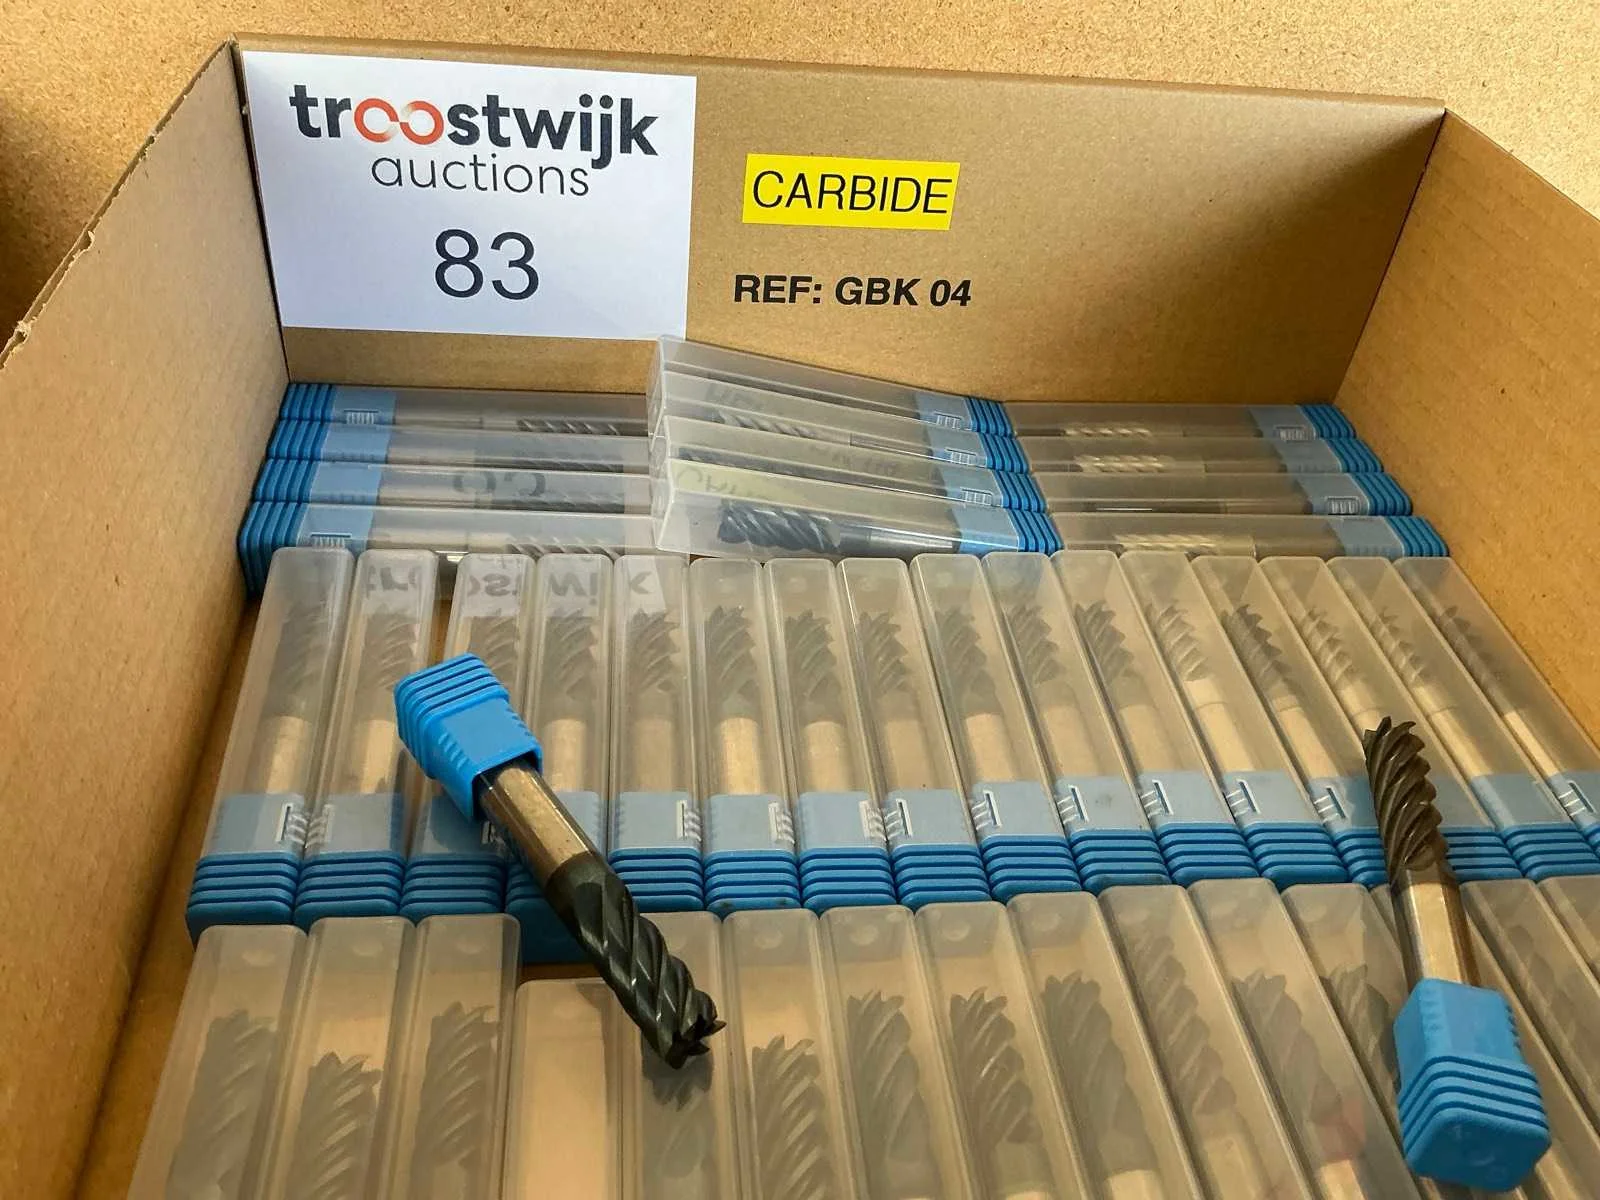 troostwijk
auctions
83
CARBIDE
REF: GBK 04